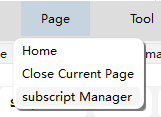 Page Tool
Home
Close Current Page
subscript Manager